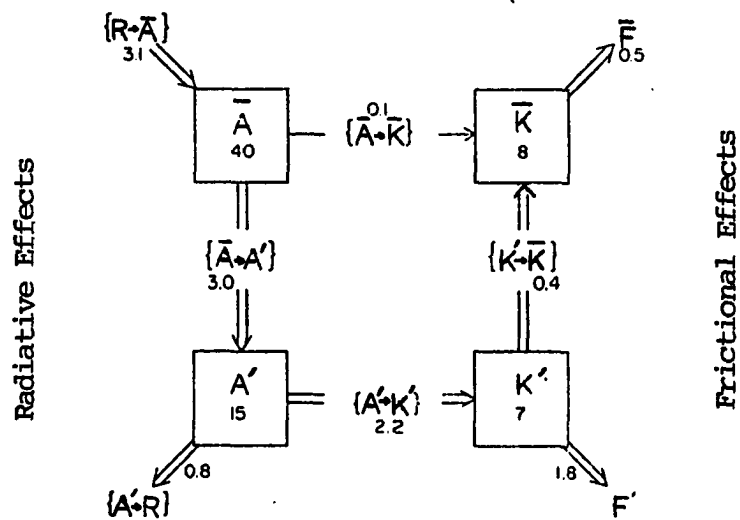 {R→A̅}
3.1
F̅
0.5
A̅
40
0.1
{A̅→K̅}
K̅
8
Radiative Effects
Frictional Effects
{A̅→A′}
3.0
{K′→K̅}
0.4
A′
15
{A′→K′}
2.2
K′
7
0.8
{A′→R}
1.8
F′